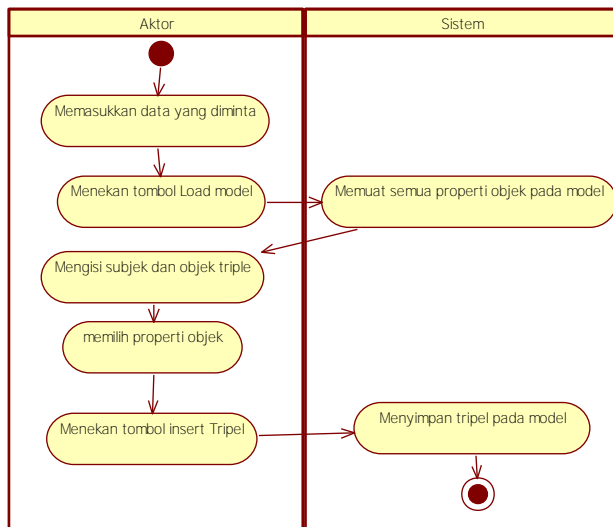 Aktor
Sistem
Memasukkan data yang diminta
Menekan tombol Load model
Memuat semua properti objek pada model
Mengisi subjek dan objek triple
memilih properti objek
Menekan tombol insert Tripel
Menyimpan tripel pada model